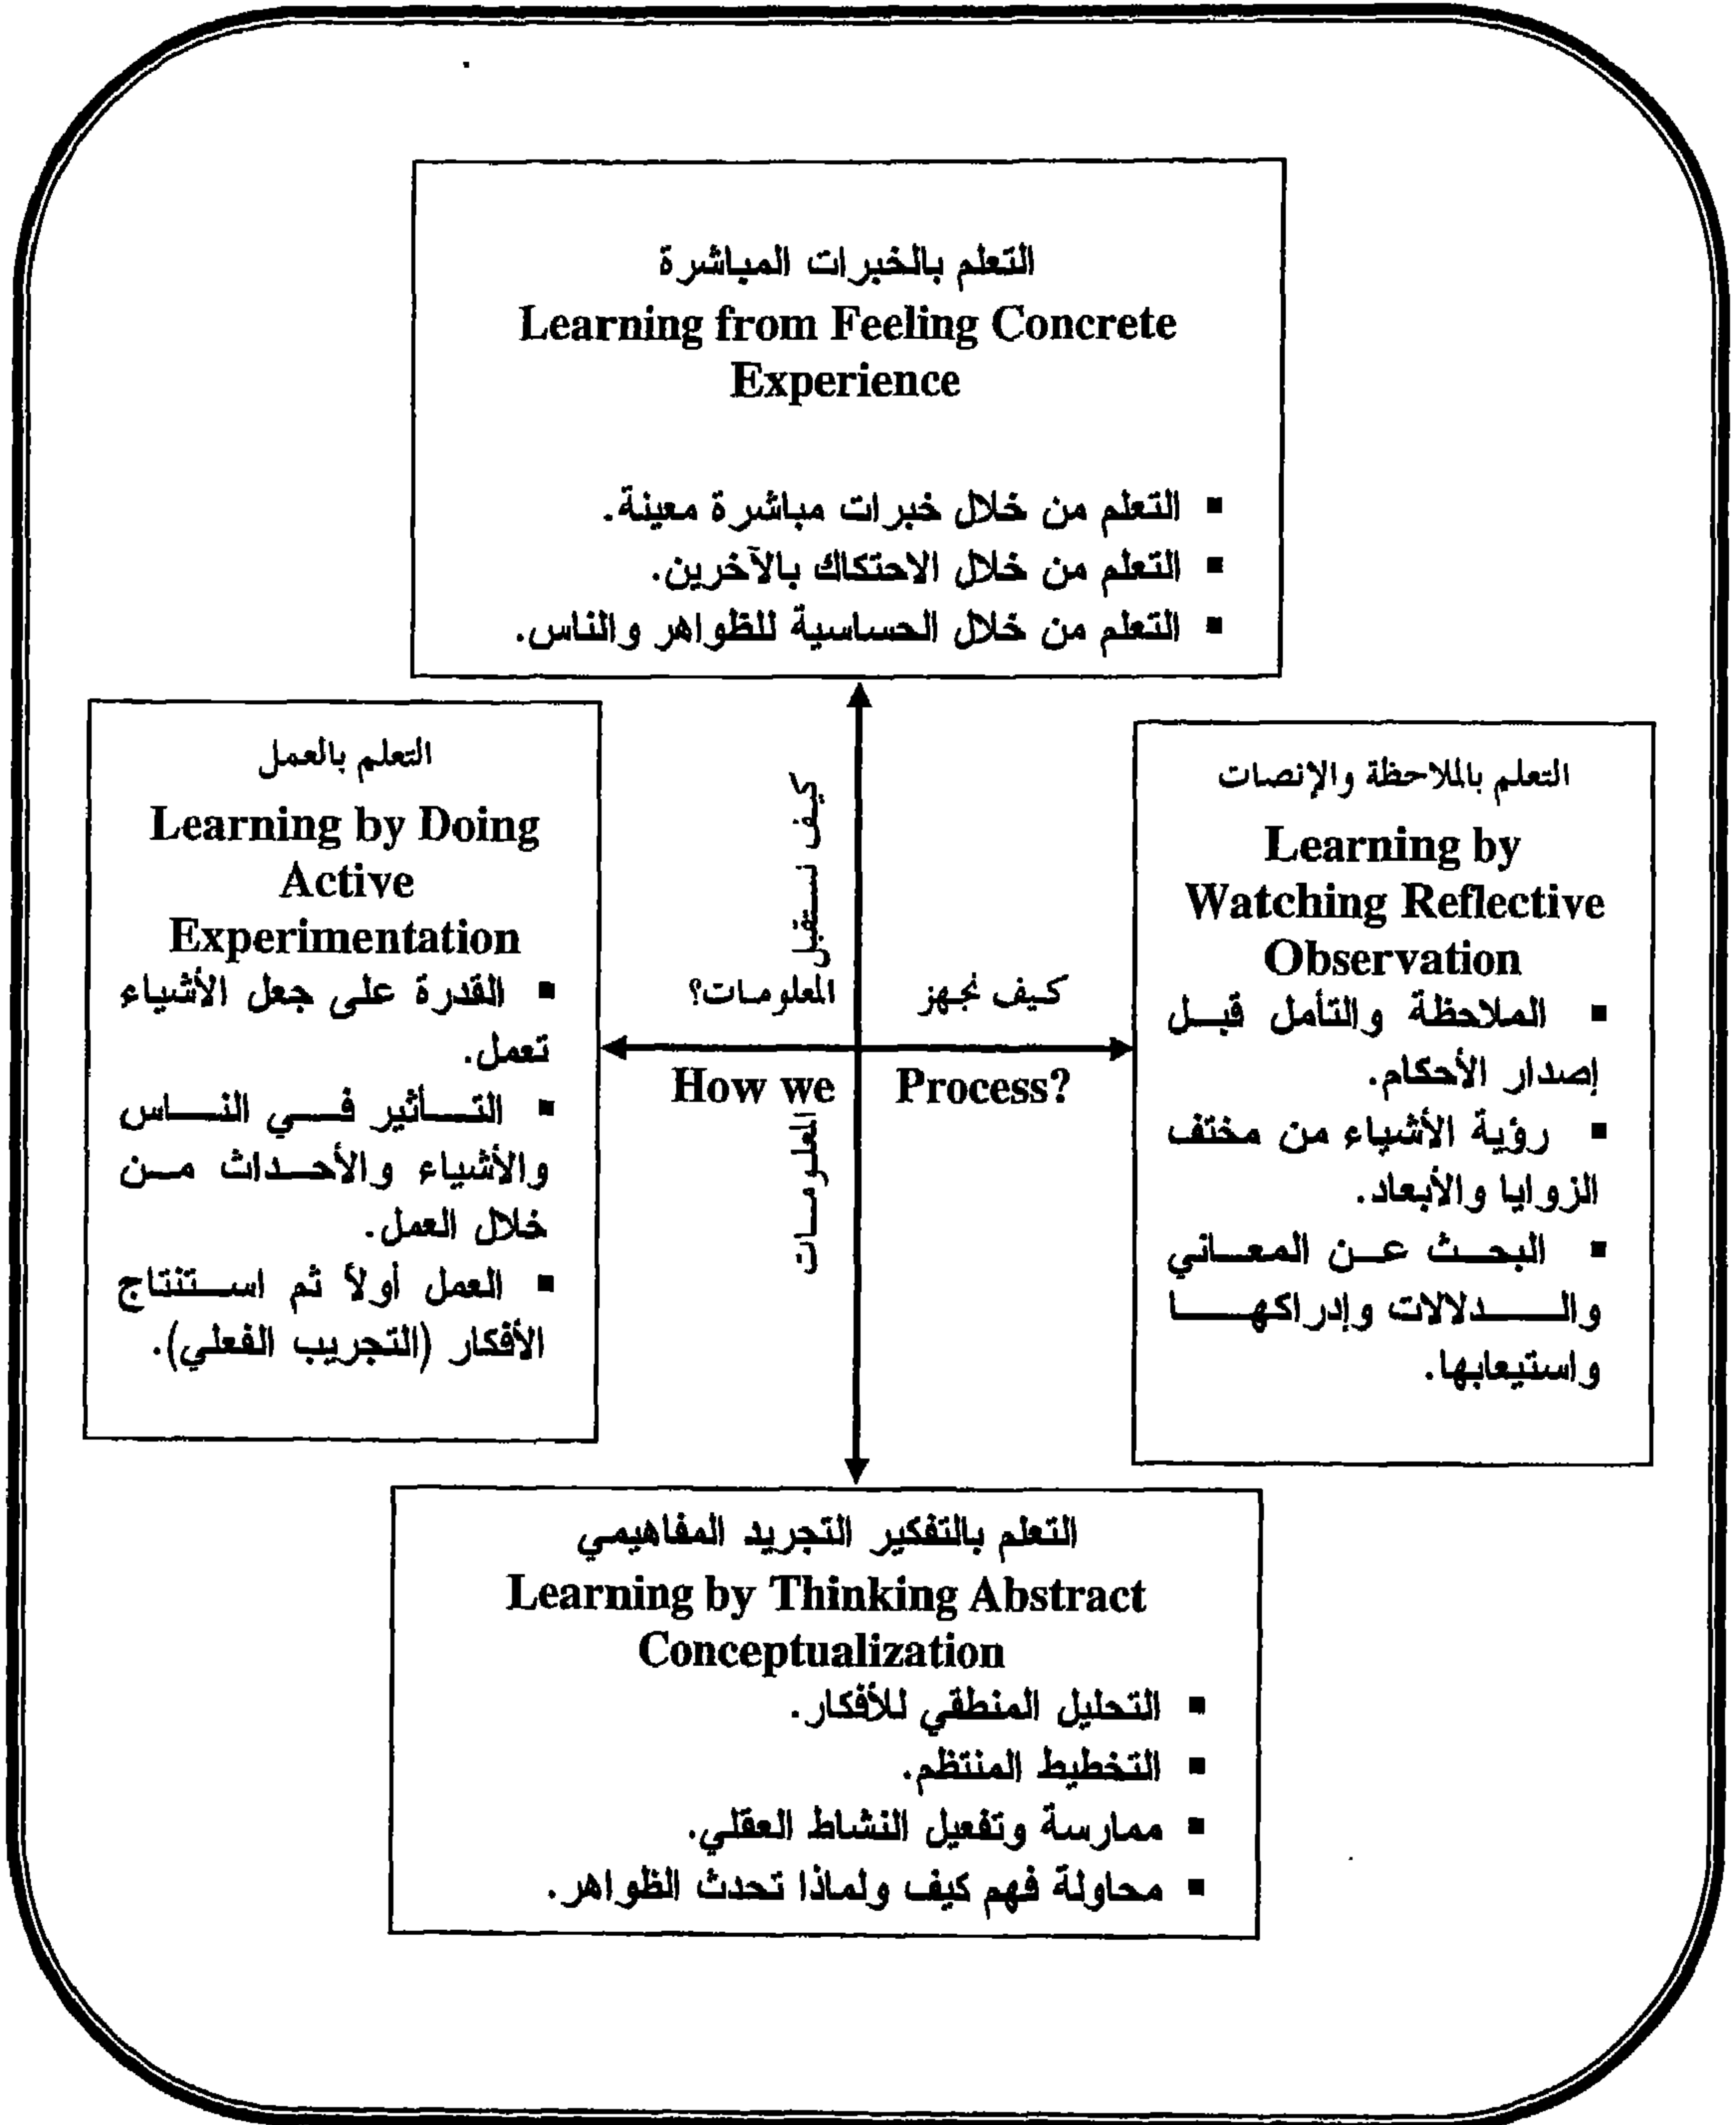 التعلم بالخبرات المباشرة
Learning from Feeling Concrete
Experience
▪ التعلم من خلال خبرات مباشرة معينة.
▪ التعلم من خلال الاحتكاك بالآخرين.
▪ التعلم من خلال الحساسية للظواهر والناس.
التعلم بالملاحظة والإنصات
Learning by
Watching Reflective
Observation
▪ الملاحظة والتأمل قبل
إصدار الأحكام.
▪ رؤية الأشياء من مختف
الزوايا والأبعاد.
▪ البحث عن المعاني
والدلالات وإدراكها
واستيعابها.
كيف نستقبل
المعلومات
كيف نجهز المعلومات؟
How we Process?
التعلم بالعمل
Learning by Doing
Active
Experimentation
▪ القدرة على جعل الأشياء
تعمل.
▪ التأثير في الناس
والأشياء والأحداث من
خلال العمل.
▪ العمل أولاً ثم استنتاج
الأفكار (التجريب الفعلي).
التعلم بالتفكير التجريد المفاهيمي
Learning by Thinking Abstract
Conceptualization
▪ التحليل المنطقي للأفكار.
▪ التخطيط المنتظم.
▪ ممارسة وتفعيل النشاط العقلي.
▪ محاولة فهم كيف ولماذا تحدث الظواهر.